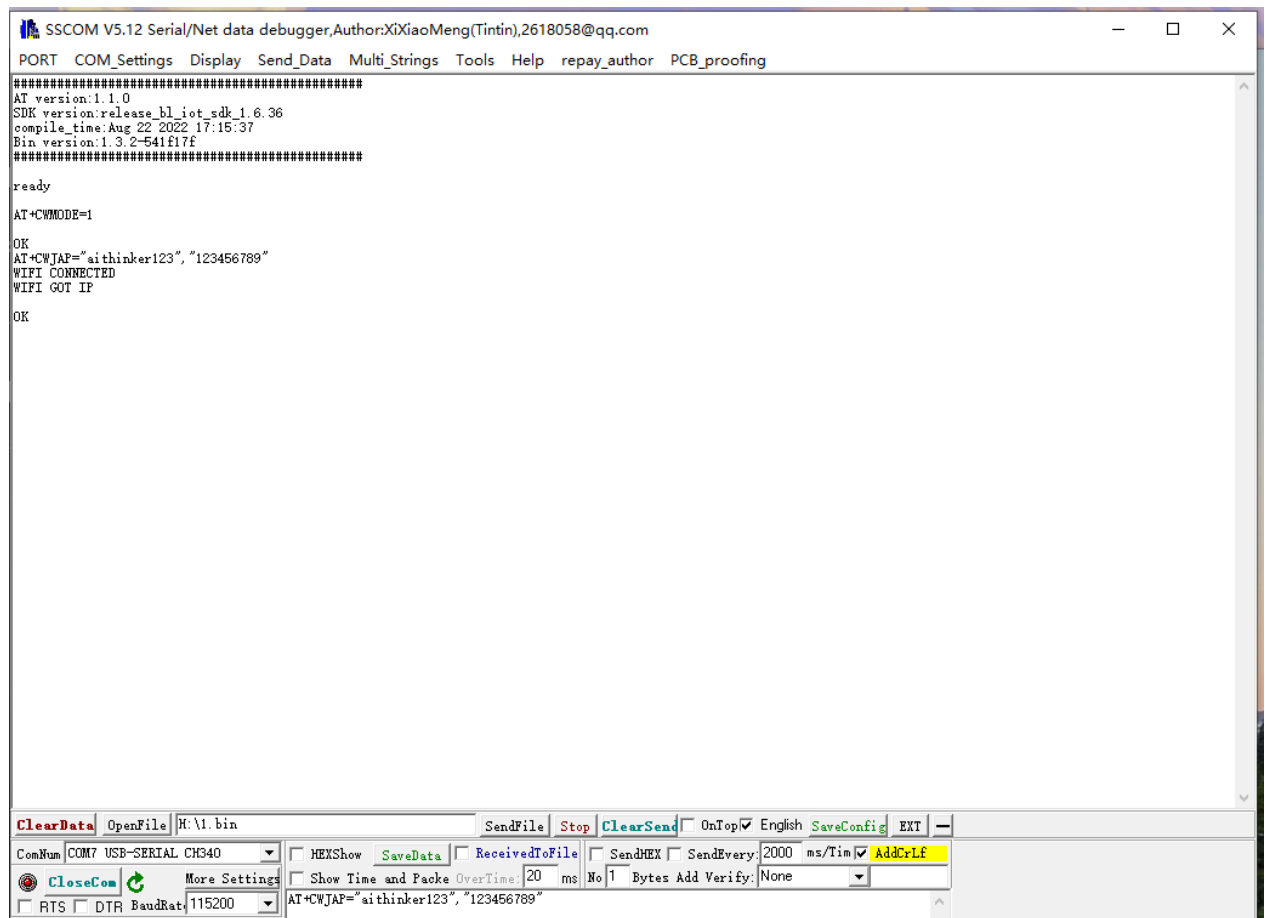 SSCOM V5.12 Serial/Net data debugger,Author:XiXiaoMeng(Tintin),2618058@qq.com
PORT COM_Settings Display Send_Data Multi_Strings Tools Help repay_author PCB_proofing
################################################
AT version:1.1.0
SDK version:release_bl_iot_sdk_1.6.36
compile_time:Aug 22 2022 17:15:37
Bin version:1.3.2-541f17f
################################################
ready
AT+CWMODE=1
OK
AT+CWJAP="aithinker123","123456789"
WIFI CONNECTED
WIFI GOT IP
OK
ClearData OpenFile H:\1.bin SendFile Stop ClearSend OnTop English SaveConfig EXT —
ComNum COM7 USB-SERIAL CH340 HEXShow SaveData ReceivedToFile SendHEX SendEvery: 2000 ms/Tim AddCrLf
CloseCom More Settings Show Time and Packe OverTime: 20 ms No 1 Bytes Add Verify: None
RTS DTR BaudRat 115200 AT+CWJAP="aithinker123","123456789"